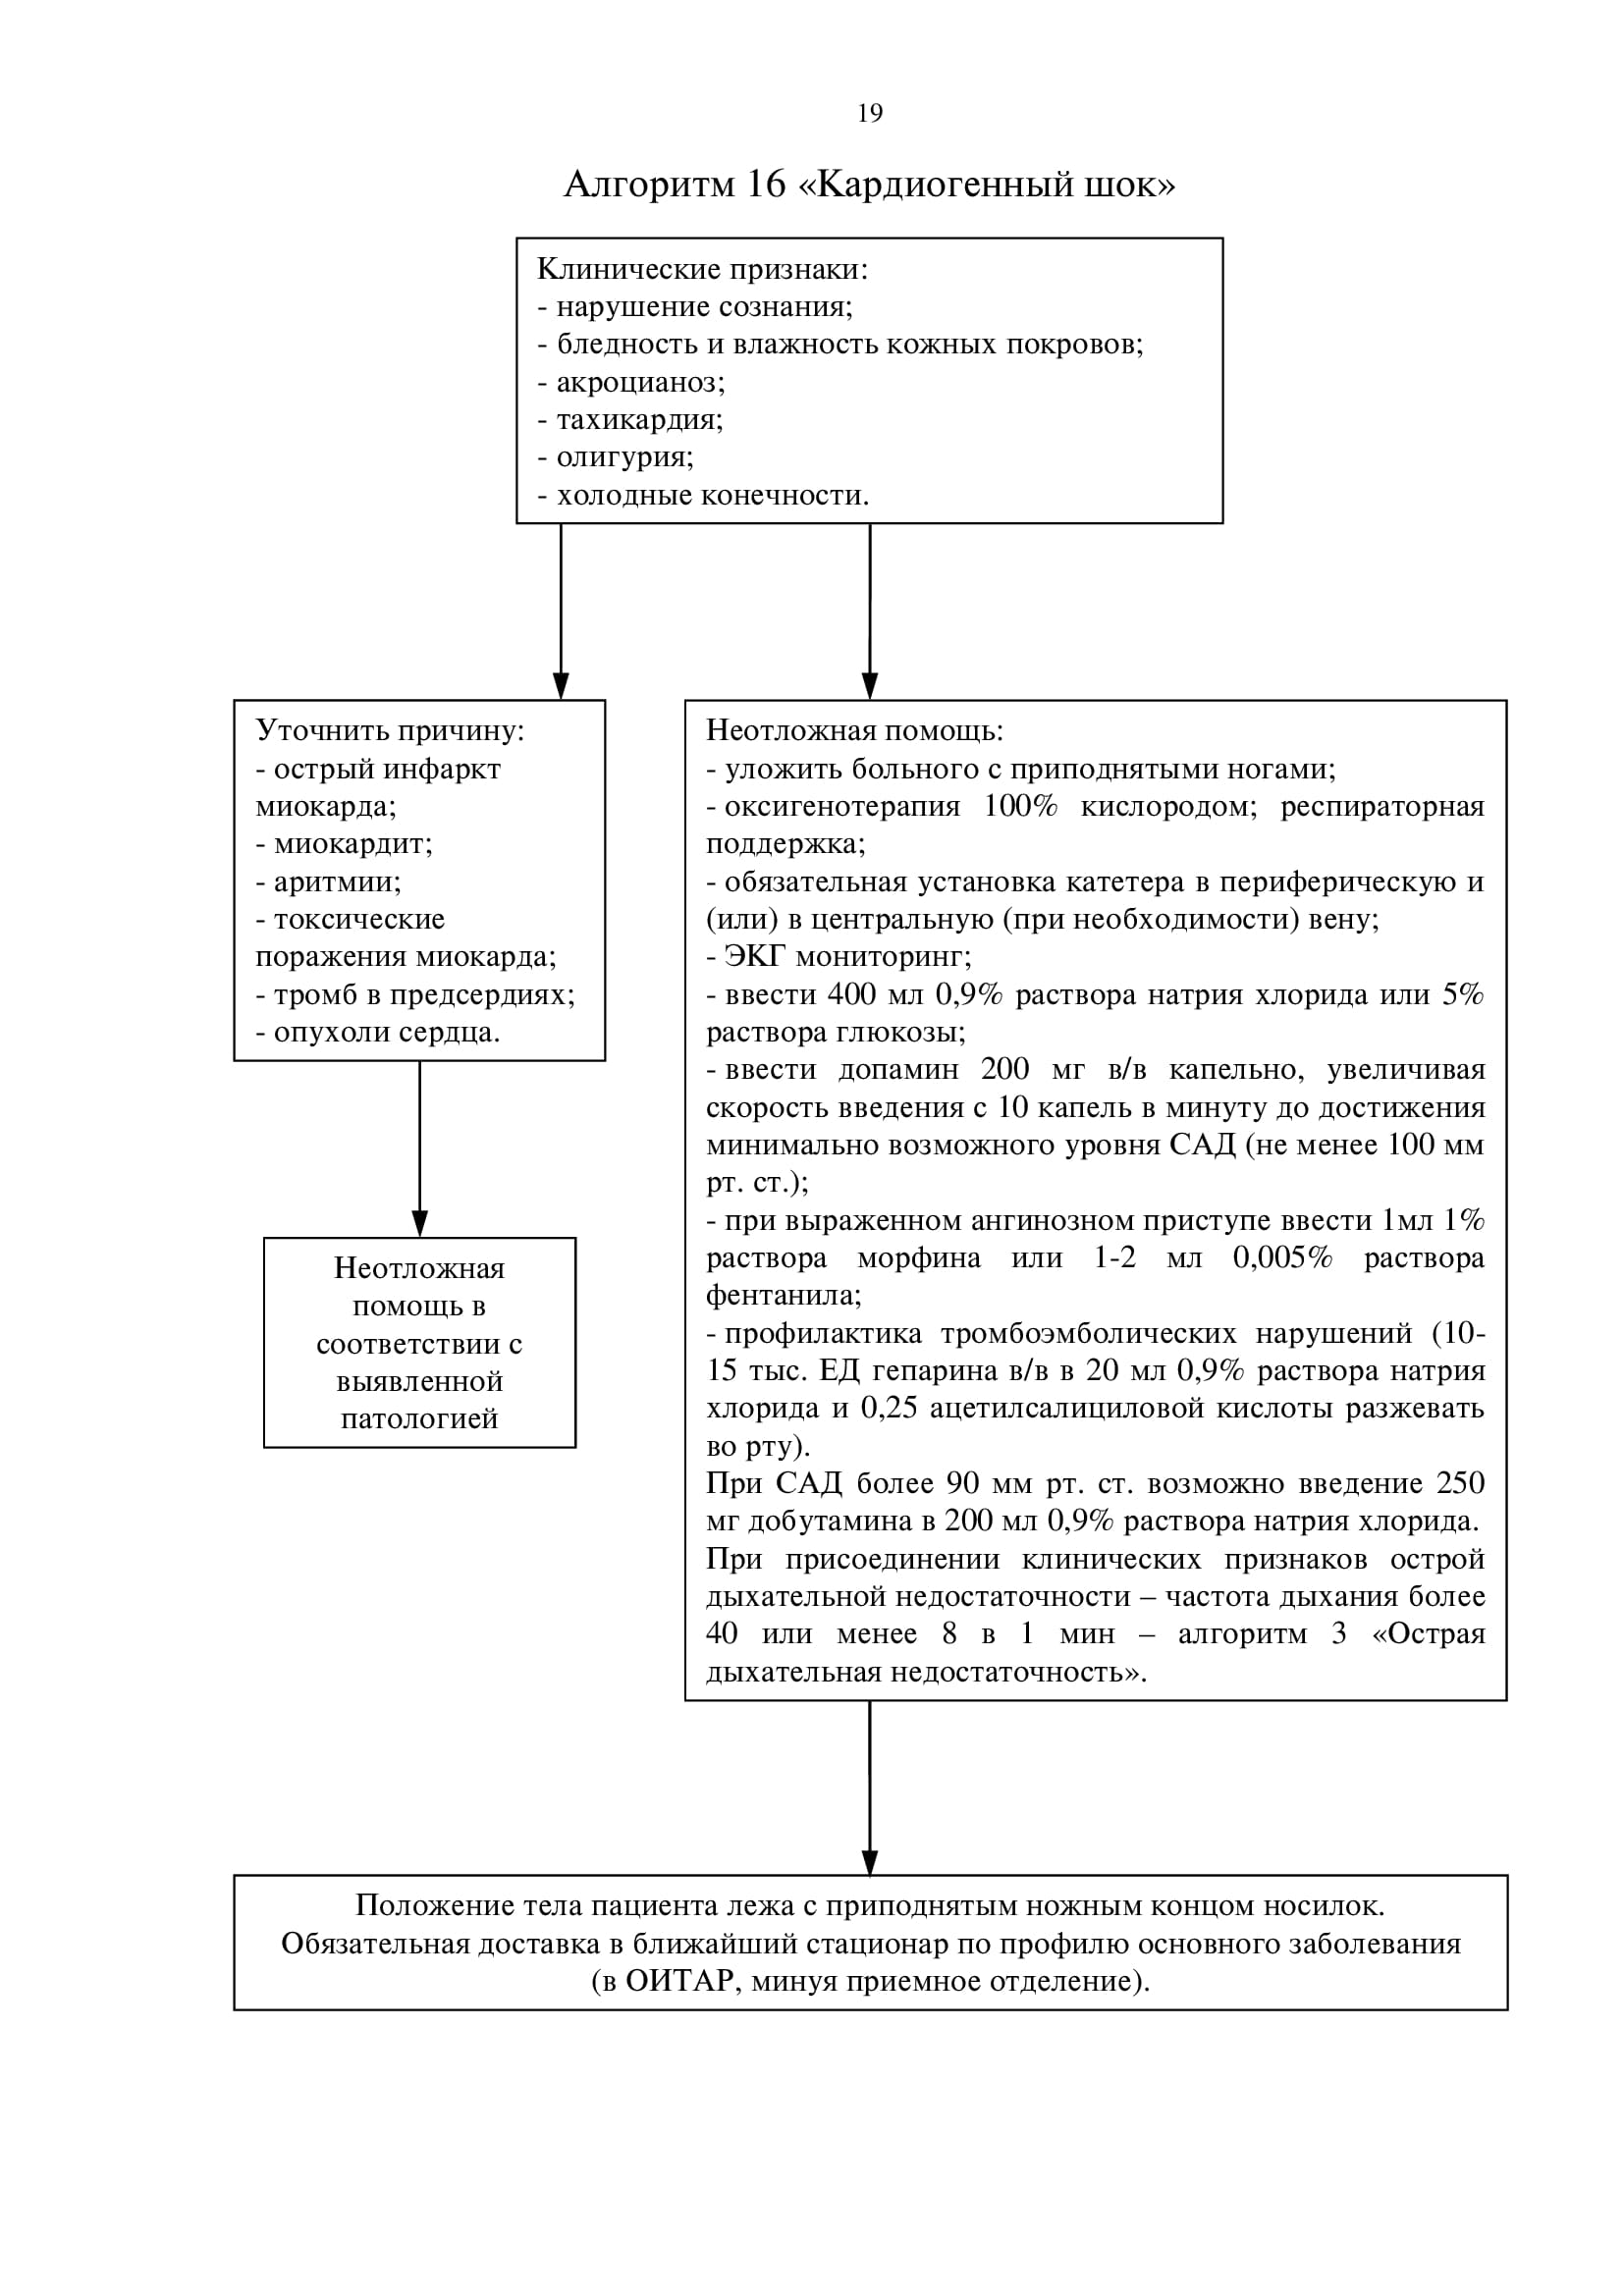 19
Алгоритм 16 «Кардиогенный шок»
Клинические признаки:
- нарушение сознания;
- бледность и влажность кожных покровов;
- акроцианоз;
- тахикардия;
- олигурия;
- холодные конечности.
Уточнить причину:
- острый инфаркт
миокарда;
- миокардит;
- аритмии;
- токсические
поражения миокарда;
- тромб в предсердиях;
- опухоли сердца.
Неотложная
помощь в
соответствии с
выявленной
патологией
Неотложная помощь:
- уложить больного с приподнятыми ногами;
- оксигенотерапия 100% кислородом; респираторная
поддержка;
- обязательная установка катетера в периферическую и
(или) в центральную (при необходимости) вену;
- ЭКГ мониторинг;
- ввести 400 мл 0,9% раствора натрия хлорида или 5%
раствора глюкозы;
- ввести допамин 200 мг в/в капельно, увеличивая
скорость введения с 10 капель в минуту до достижения
минимально возможного уровня САД (не менее 100 мм
рт. ст.);
- при выраженном ангинозном приступе ввести 1мл 1%
раствора морфина или 1-2 мл 0,005% раствора
фентанила;
- профилактика тромбоэмболических нарушений (10-
15 тыс. ЕД гепарина в/в в 20 мл 0,9% раствора натрия
хлорида и 0,25 ацетилсалициловой кислоты разжевать
во рту).
При САД более 90 мм рт. ст. возможно введение 250
мг добутамина в 200 мл 0,9% раствора натрия хлорида.
При присоединении клинических признаков острой
дыхательной недостаточности – частота дыхания более
40 или менее 8 в 1 мин – алгоритм 3 «Острая
дыхательная недостаточность».
Положение тела пациента лежа с приподнятым ножным концом носилок.
Обязательная доставка в ближайший стационар по профилю основного заболевания
(в ОИТАР, минуя приемное отделение).